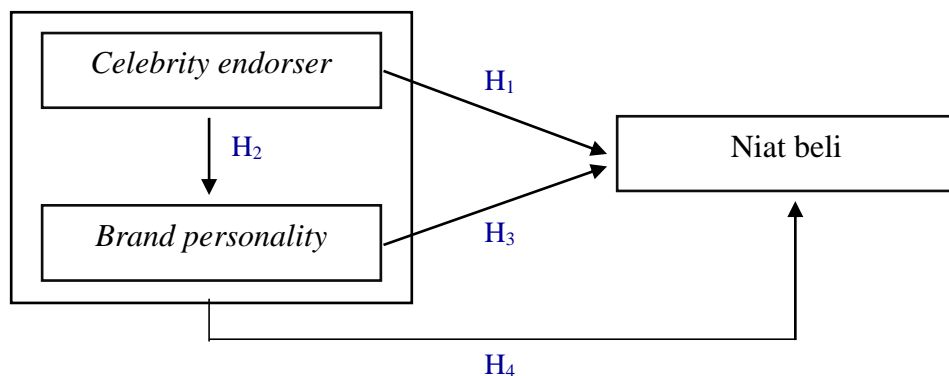 Celebrity endorser
H₁
Niat beli
H₂
Brand personality
H₃
H₄